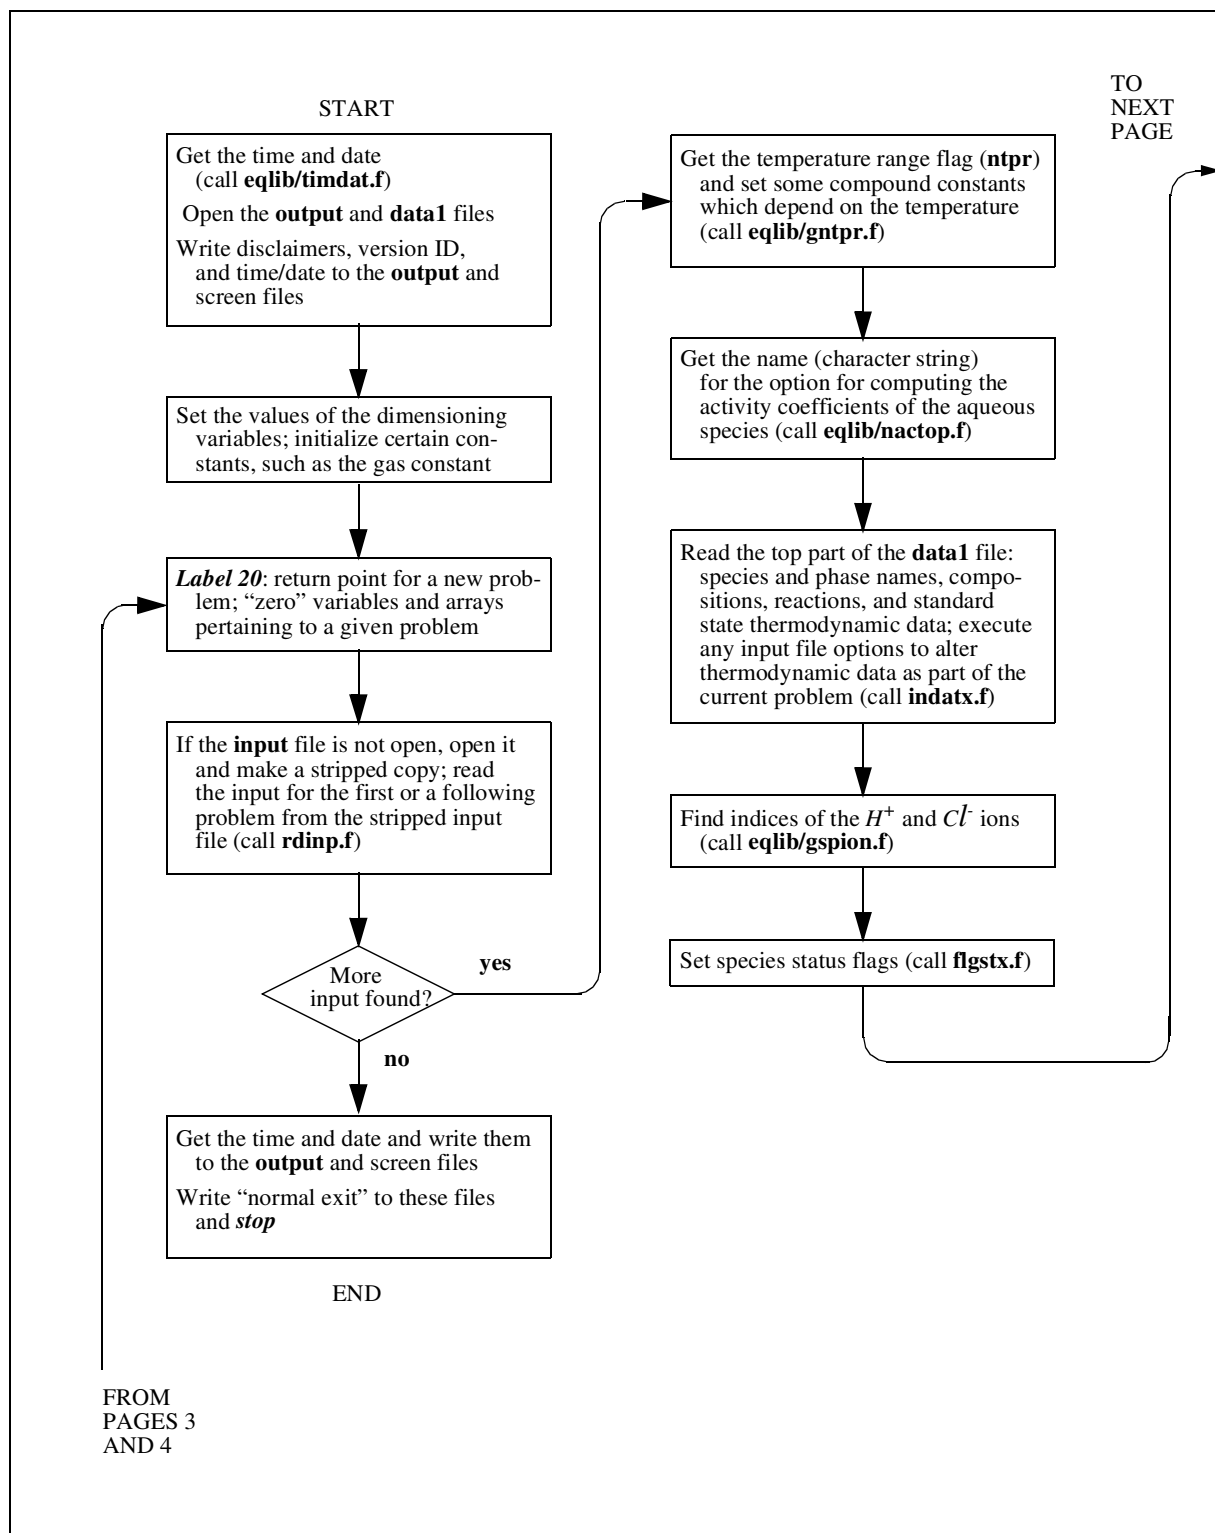 START
Get the time and date
(call eqlib/timdat.f)
Open the output and data1 files
Write disclaimers, version ID,
and time/date to the output and
screen files
Set the values of the dimensioning
variables; initialize certain con-
stants, such as the gas constant
Label 20: return point for a new prob-
lem; “zero” variables and arrays
pertaining to a given problem
If the input file is not open, open it
and make a stripped copy; read
the input for the first or a following
problem from the stripped input
file (call rdinp.f)
More
input found?
yes
no
Get the time and date and write them
to the output and screen files
Write “normal exit” to these files
and stop
END
FROM
PAGES 3
AND 4
Get the temperature range flag (ntpr)
and set some compound constants
which depend on the temperature
(call eqlib/gntpr.f)
Get the name (character string)
for the option for computing the
activity coefficients of the aqueous
species (call eqlib/nactop.f)
Read the top part of the data1 file:
species and phase names, compo-
sitions, reactions, and standard
state thermodynamic data; execute
any input file options to alter
thermodynamic data as part of the
current problem (call indatx.f)
Find indices of the H+ and Cl- ions
(call eqlib/gspion.f)
Set species status flags (call flgstx.f)
TO
NEXT
PAGE